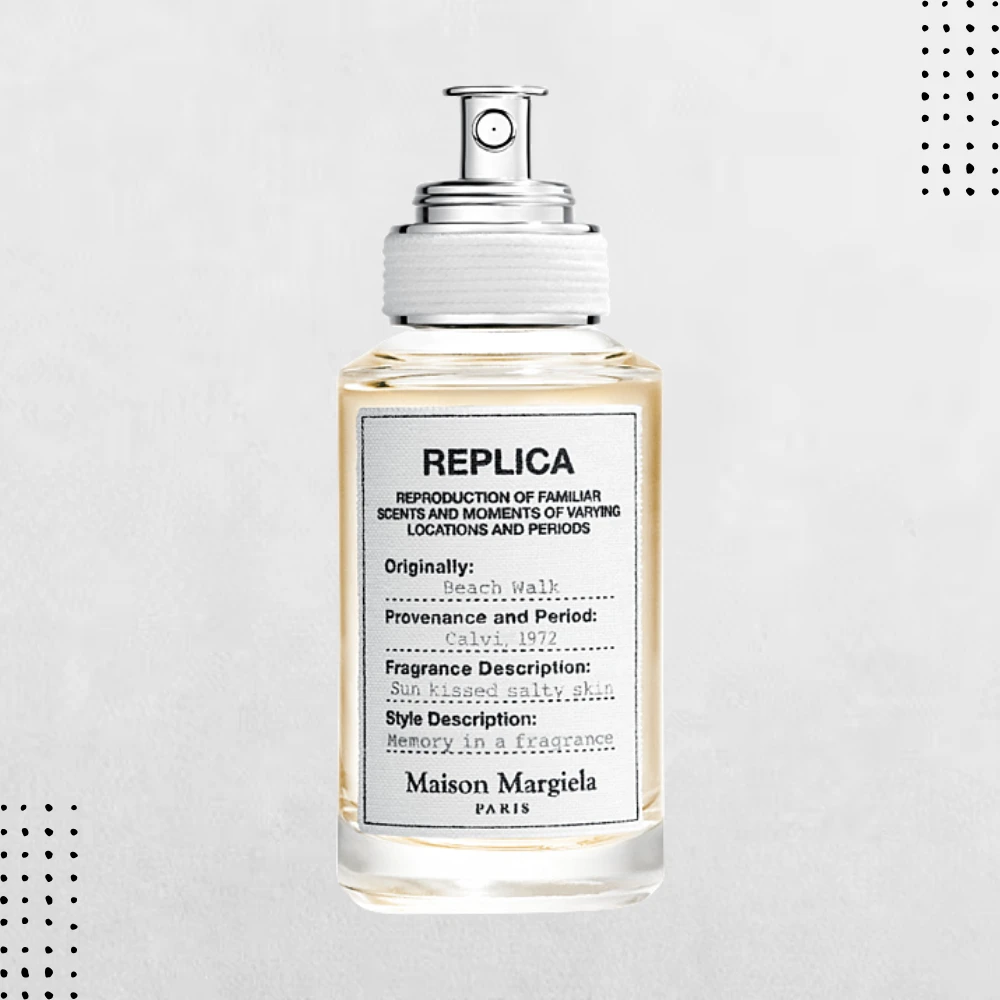 REPLICA
REPRODUCTION OF FAMILIAR
SCENTS AND MOMENTS OF VARYING
LOCATIONS AND PERIODS
Originally:
Beach Walk
Provenance and Period:
Calvi, 1972
Fragrance Description:
Sun kissed salty skin
Style Description:
Memory in a fragrance
Maison Margiela
PARIS